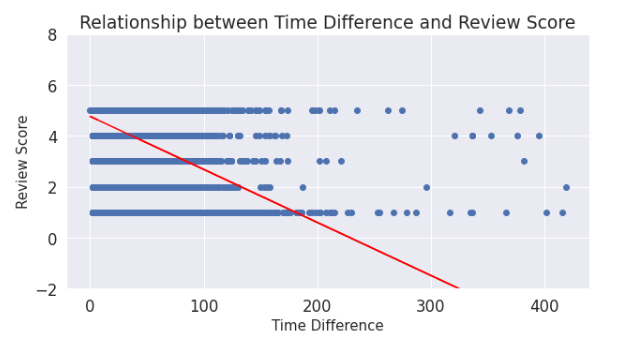 Relationship between Time Difference and Review Score
8
6
4
2
0
−2
Review Score
0 100 200 300 400
Time Difference